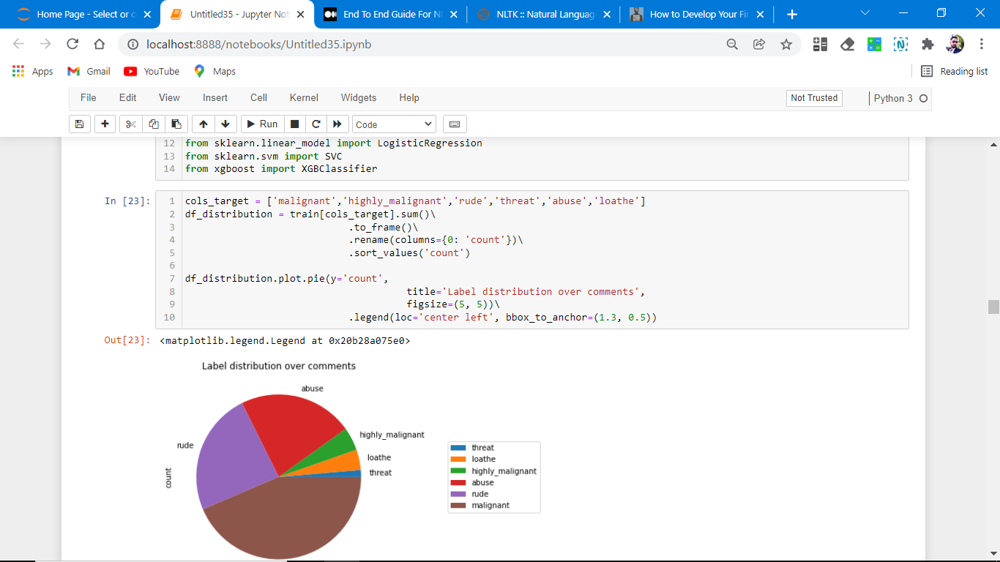 Home Page - Select or c
Untitled35 - Jupyter Not
End To End Guide For NL
NLTK :: Natural Languag
How to Develop Your Fir
localhost:8888/notebooks/Untitled35.ipynb
Apps
Gmail
YouTube
Maps
Reading list
File Edit View Insert Cell Kernel Widgets Help
Not Trusted
Python 3
Run
Code
12 from sklearn.linear_model import LogisticRegression
13 from sklearn.svm import SVC
14 from xgboost import XGBClassifier
In [23]:
1 cols_target = ['malignant','highly_malignant','rude','threat','abuse','loathe']
2 df_distribution = train[cols_target].sum()\
3 .to_frame()\
4 .rename(columns={0: 'count'})\
5 .sort_values('count')
6
7 df_distribution.plot.pie(y='count',
8 title='Label distribution over comments',
9 figsize=(5, 5))\
10 .legend(loc='center left', bbox_to_anchor=(1.3, 0.5))
Out[23]: <matplotlib.legend.Legend at 0x20b28a075e0>
Label distribution over comments
abuse
highly_malignant
rude
loathe
threat
count
threat
loathe
highly_malignant
abuse
rude
malignant